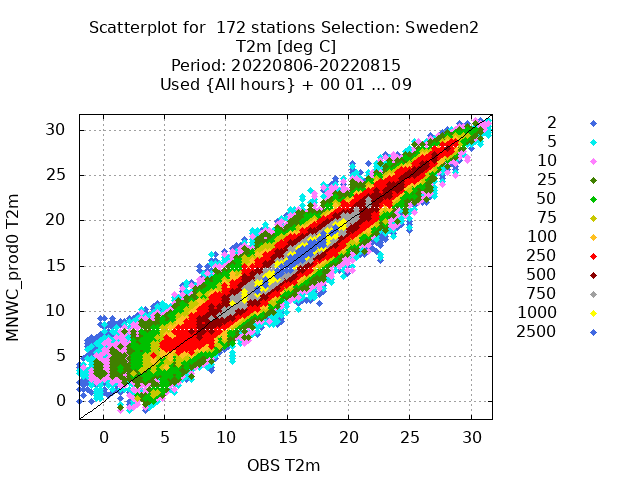 Scatterplot for  172 stations Selection: Sweden2
T2m [deg C]
Period: 20220806-20220815
Used {All hours} + 00 01 ... 09
MNWC_prod0 T2m
30
25
20
15
10
5
0
0 5 10 15 20 25 30
OBS T2m
2
5
10
25
50
75
100
250
500
750
1000
2500